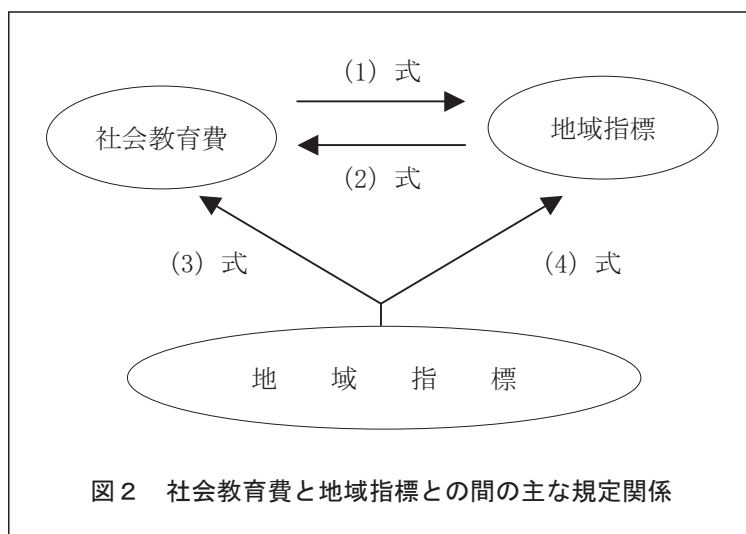 (1) 式
社会教育費
地域指標
(2) 式
(3) 式
(4) 式
地 域 指 標
図2 社会教育費と地域指標との間の主な規定関係